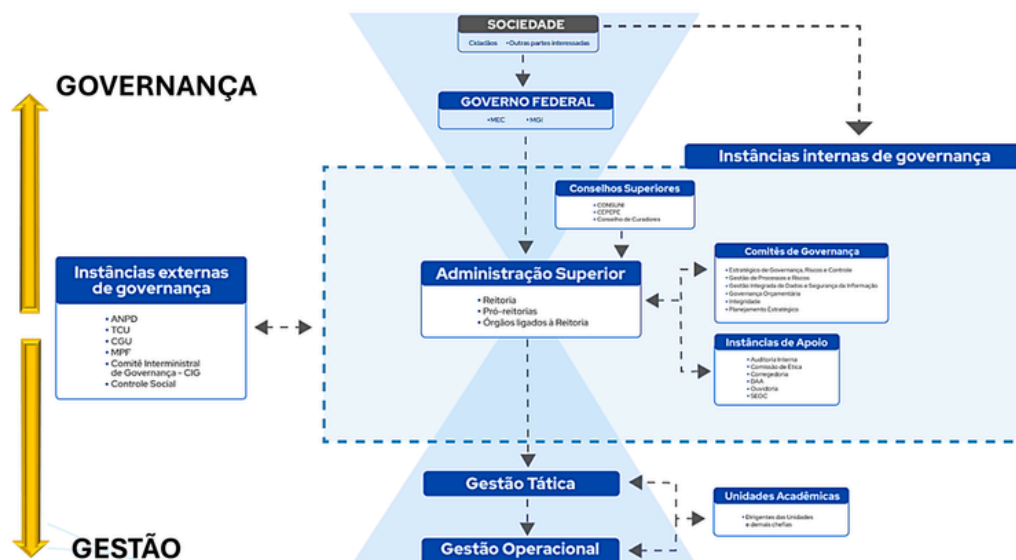 SOCIEDADE
Cidadãos • Outras partes interessadas
GOVERNANÇA
GOVERNO FEDERAL
• MEC • MGI
Instâncias internas de governança
Conselhos Superiores
• CONSUNI
• CEPEPE
• Conselho de Curadores
Instâncias externas
de governança
• ANPD
• TCU
• CGU
• MPF
• Comitê Interministral
de Governança - CIG
• Controle Social
Administração Superior
• Reitoria
• Pró-reitorias
• Órgãos ligados à Reitoria
Comitês de Governança
• Estratégico de Governança, Riscos e Controle
• Gestão de Processos e Riscos
• Gestão Integrada de Dados e Segurança da Informação
• Governança Orçamentária
• Integridade
• Planejamento Estratégico
Instâncias de Apoio
• Auditoria Interna
• Comissão de Ética
• Corregedoria
• DAA
• Ouvidoria
• SEOC
Gestão Tática
Unidades Acadêmicas
• Dirigentes das Unidades
e demais chefias
GESTÃO
Gestão Operacional